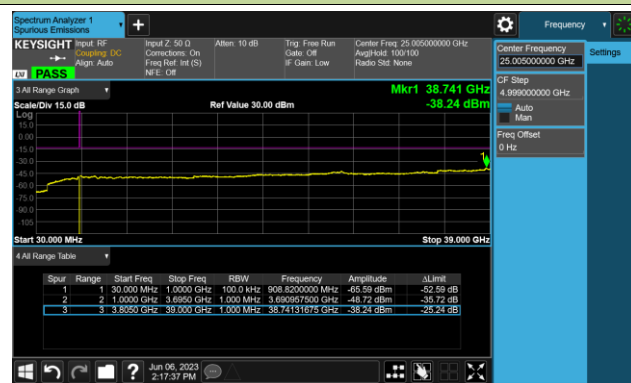 Spectrum Analyzer 1
Spurious Emissions
Frequency
KEYSIGHT Input: RF Input Z: 50 Ω Atten: 10 dB Trig: Free Run Center Freq: 25.005000000 GHz
Coupling: DC Corrections: On Gate: Off Avg|Hold: 100/100
Align: Auto Freq Ref: Int (S) IF Gain: Low Radio Std: None
NFE: Off
LW PASS
Center Frequency
25.005000000 GHz
Settings
CF Step
4.999000000 GHz
Auto
Man
Freq Offset
0 Hz
3 All Range Graph
Mkr1 38.741 GHz
Scale/Div 15.0 dB Ref Value 30.00 dBm -38.24 dBm
Log
15.0
0.00
-15.0
-30.0
-45.0
-60.0
-75.0
-90.0
-105
1
Start 30.000 MHz Stop 39.000 GHz
4 All Range Table
Spur Range Start Freq Stop Freq RBW Frequency Amplitude ΔLimit
1 1 30.000 MHz 1.0000 GHz 100.0 kHz 908.8200000 MHz -65.59 dBm -52.59 dB
2 2 1.0000 GHz 3.6950 GHz 1.000 MHz 3.690957500 GHz -48.72 dBm -35.72 dB
3 3 3.8050 GHz 39.000 GHz 1.000 MHz 38.74131675 GHz -38.24 dBm -25.24 dB
Jun 06, 2023
2:17:37 PM